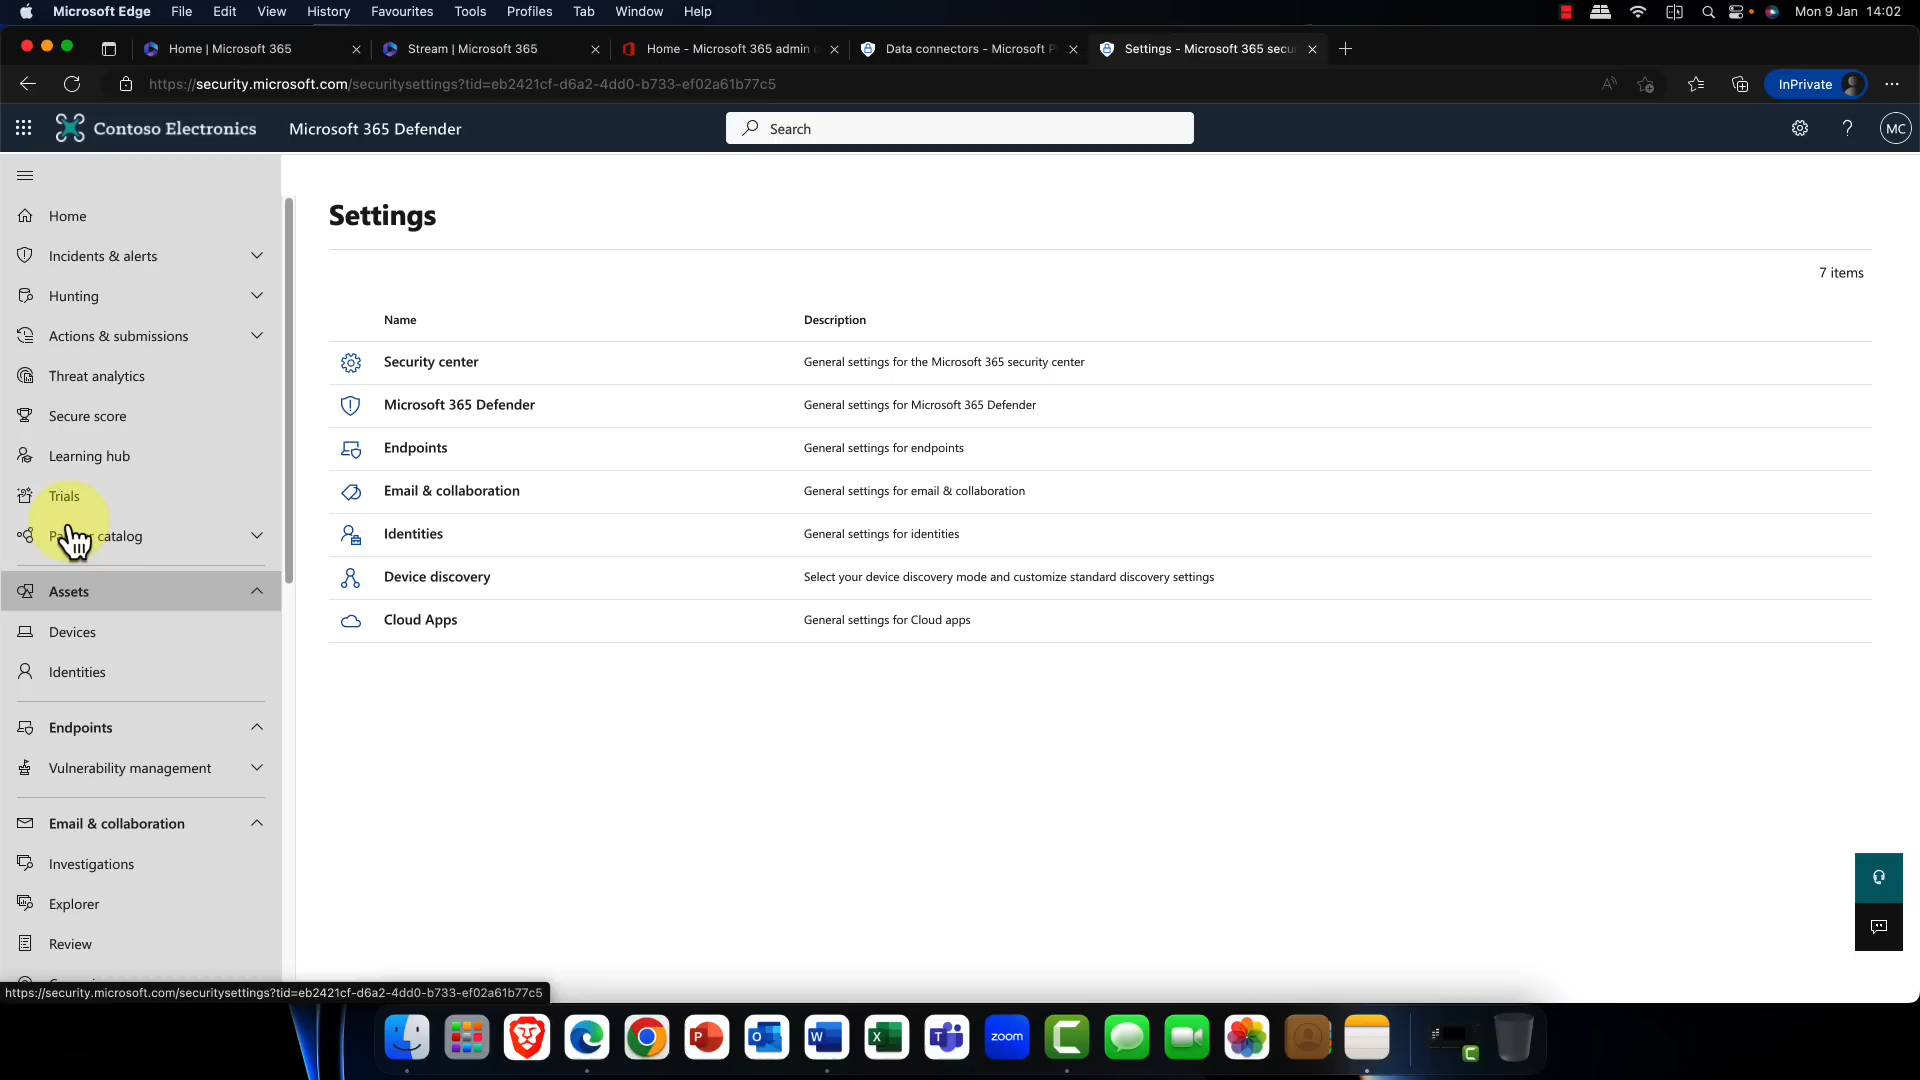 Microsoft Edge File Edit View History Favourites Tools Profiles Tab Window Help Mon 9 Jan 14:02
Home | Microsoft 365 Stream | Microsoft 365 Home - Microsoft 365 admin Data connectors - Microsoft Settings - Microsoft 365 secu
https://security.microsoft.com/securitysettings?tid=eb2421cf-d6a2-4dd0-b733-ef02a61b77c5 InPrivate
Contoso Electronics Microsoft 365 Defender Search ? MC
Home
Incidents & alerts
Hunting
Actions & submissions
Threat analytics
Secure score
Learning hub
Trials
catalog
Assets
Devices
Identities
Endpoints
Vulnerability management
Email & collaboration
Investigations
Explorer
Review
Settings
7 items
Name Description
Security center General settings for the Microsoft 365 security center
Microsoft 365 Defender General settings for Microsoft 365 Defender
Endpoints General settings for endpoints
Email & collaboration General settings for email & collaboration
Identities General settings for identities
Device discovery Select your device discovery mode and customize standard discovery settings
Cloud Apps General settings for Cloud apps
https://security.microsoft.com/securitysettings?tid=eb2421cf-d6a2-4dd0-b733-ef02a61b77c5
zoom